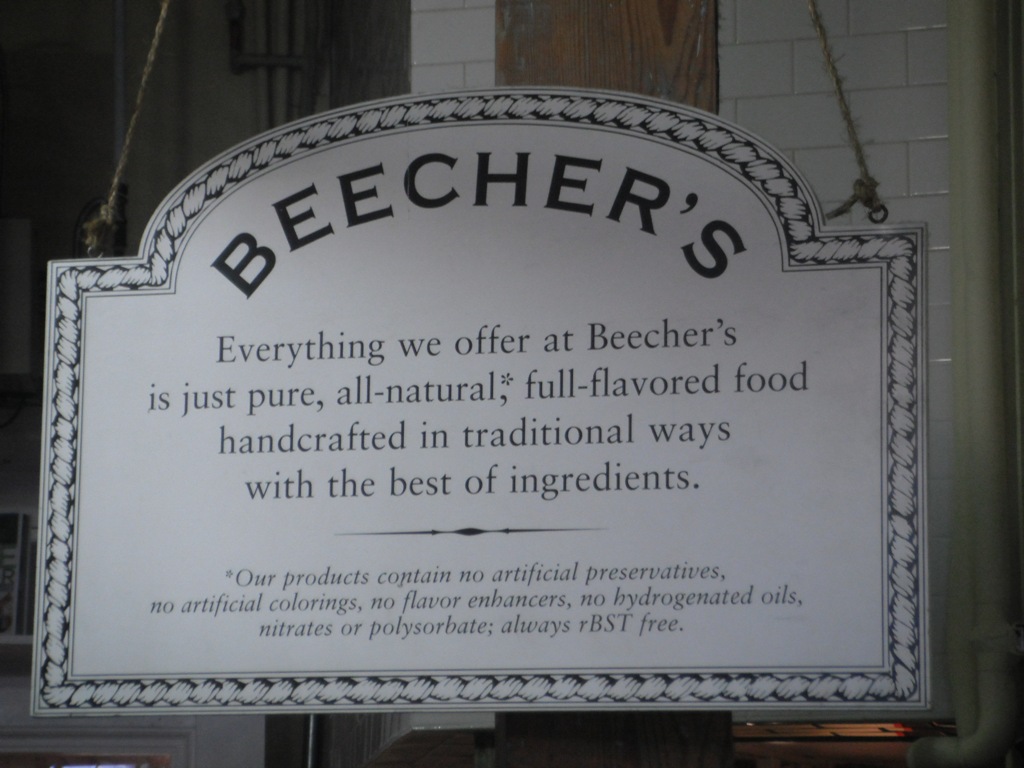 BEECHER'S
Everything we offer at Beecher's
is just pure, all-natural,* full-flavored food
handcrafted in traditional ways
with the best of ingredients.
*Our products contain no artificial preservatives,
no artificial colorings, no flavor enhancers, no hydrogenated oils,
nitrates or polysorbate; always rBST free.